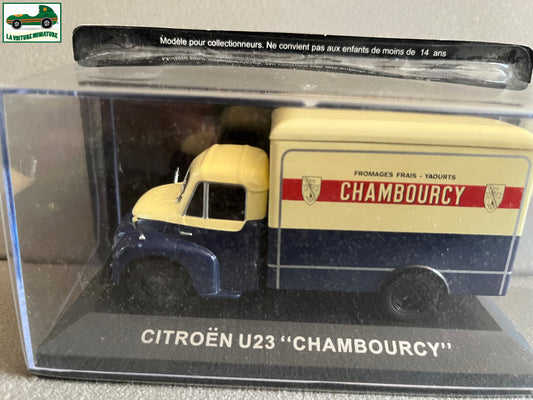 LA VOITURE MINIATURE
Modèle pour collectionneurs. Ne convient pas aux enfants de moins de 14 ans
FROMAGES FRAIS - YAOURTS
CHAMBOURCY
CITROËN U23 "CHAMBOURCY"